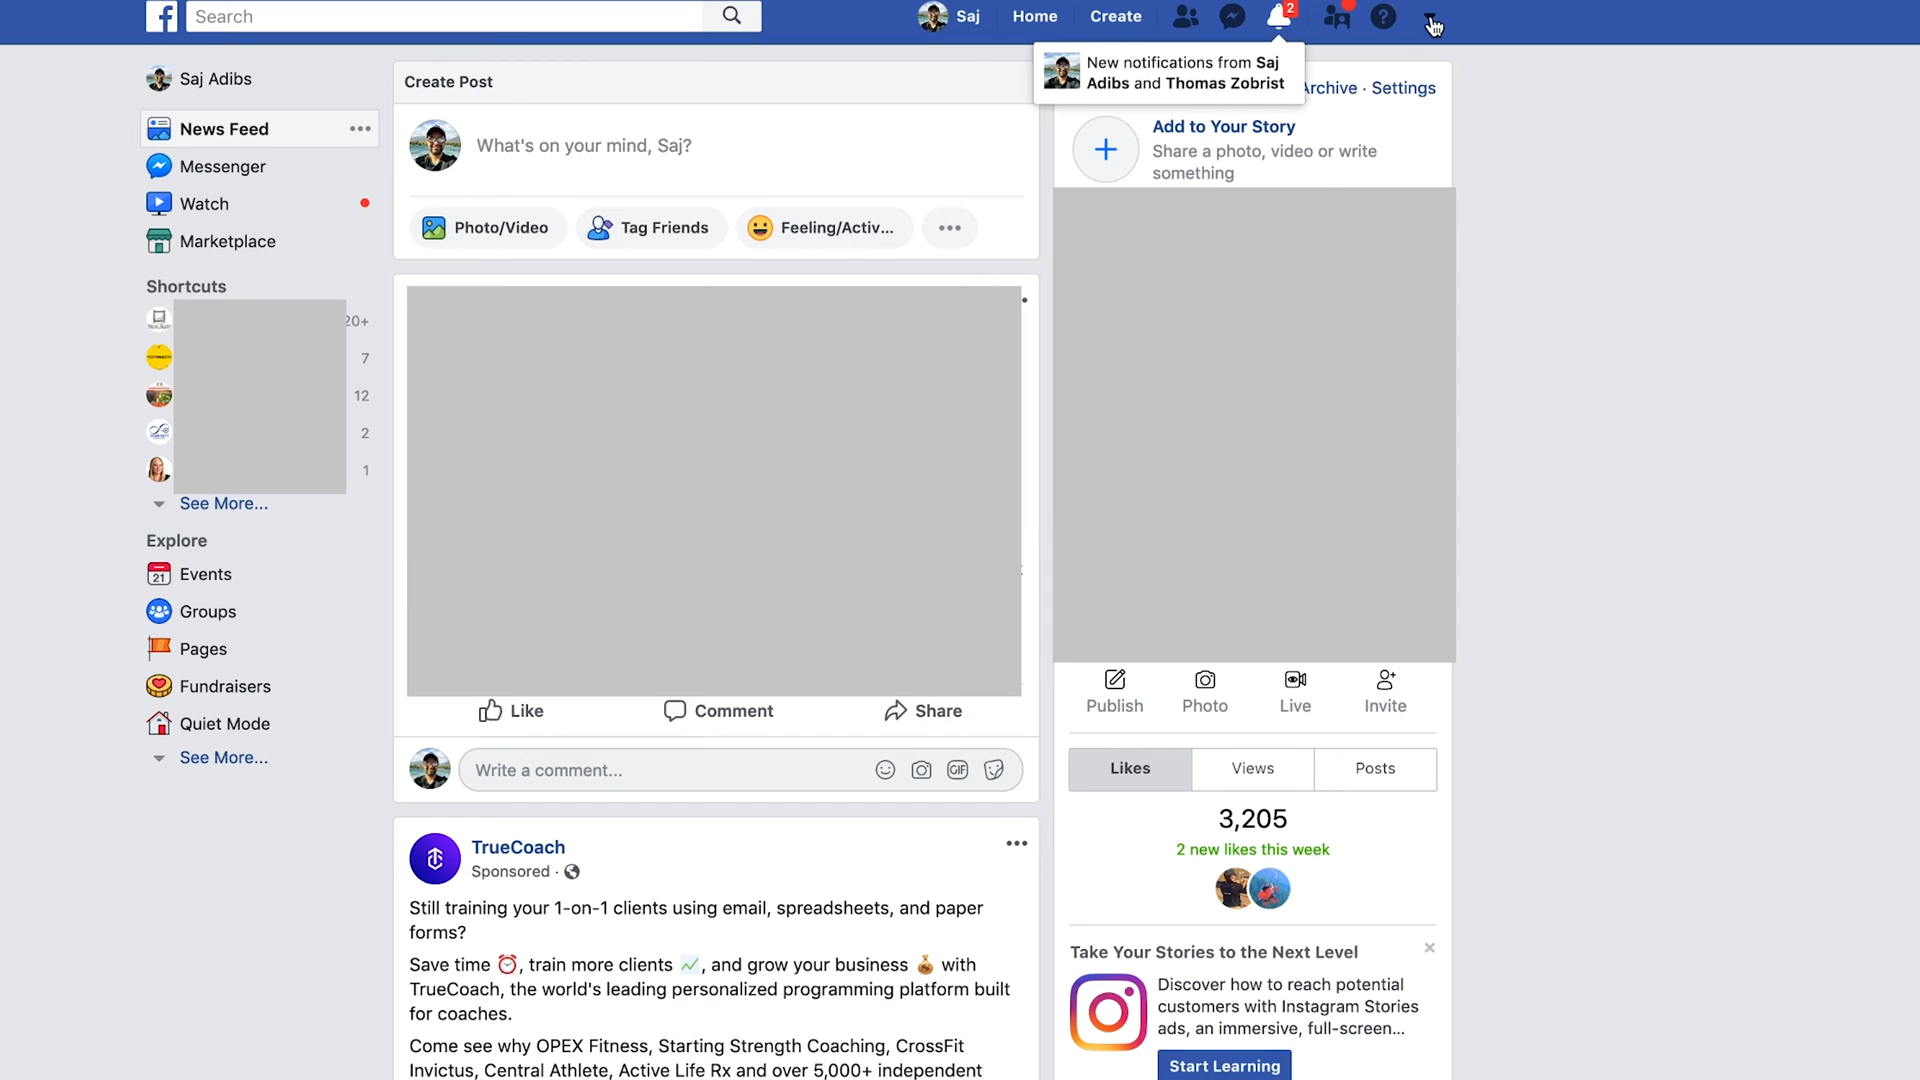 Search
Saj
Home
Create
2
New notifications from Saj
Adibs and Thomas Zobrist
Archive · Settings
Saj Adibs
News Feed
Messenger
Watch
Marketplace
Shortcuts
20+
7
12
2
1
See More...
Explore
21 Events
Groups
Pages
Fundraisers
Quiet Mode
See More...
Create Post
What's on your mind, Saj?
Photo/Video
Tag Friends
Feeling/Activ...
Like
Comment
Share
Write a comment...
GIF
TrueCoach
Sponsored ·
Still training your 1-on-1 clients using email, spreadsheets, and paper
forms?
Save time ⏰, train more clients 📈, and grow your business 💰 with
TrueCoach, the world's leading personalized programming platform built
for coaches.
Come see why OPEX Fitness, Starting Strength Coaching, CrossFit
Invictus, Central Athlete, Active Life Rx and over 5,000+ independent
Add to Your Story
Share a photo, video or write
something
Publish
Photo
Live
Invite
Likes
Views
Posts
3,205
2 new likes this week
Take Your Stories to the Next Level
Discover how to reach potential
customers with Instagram Stories
ads, an immersive, full-screen...
Start Learning